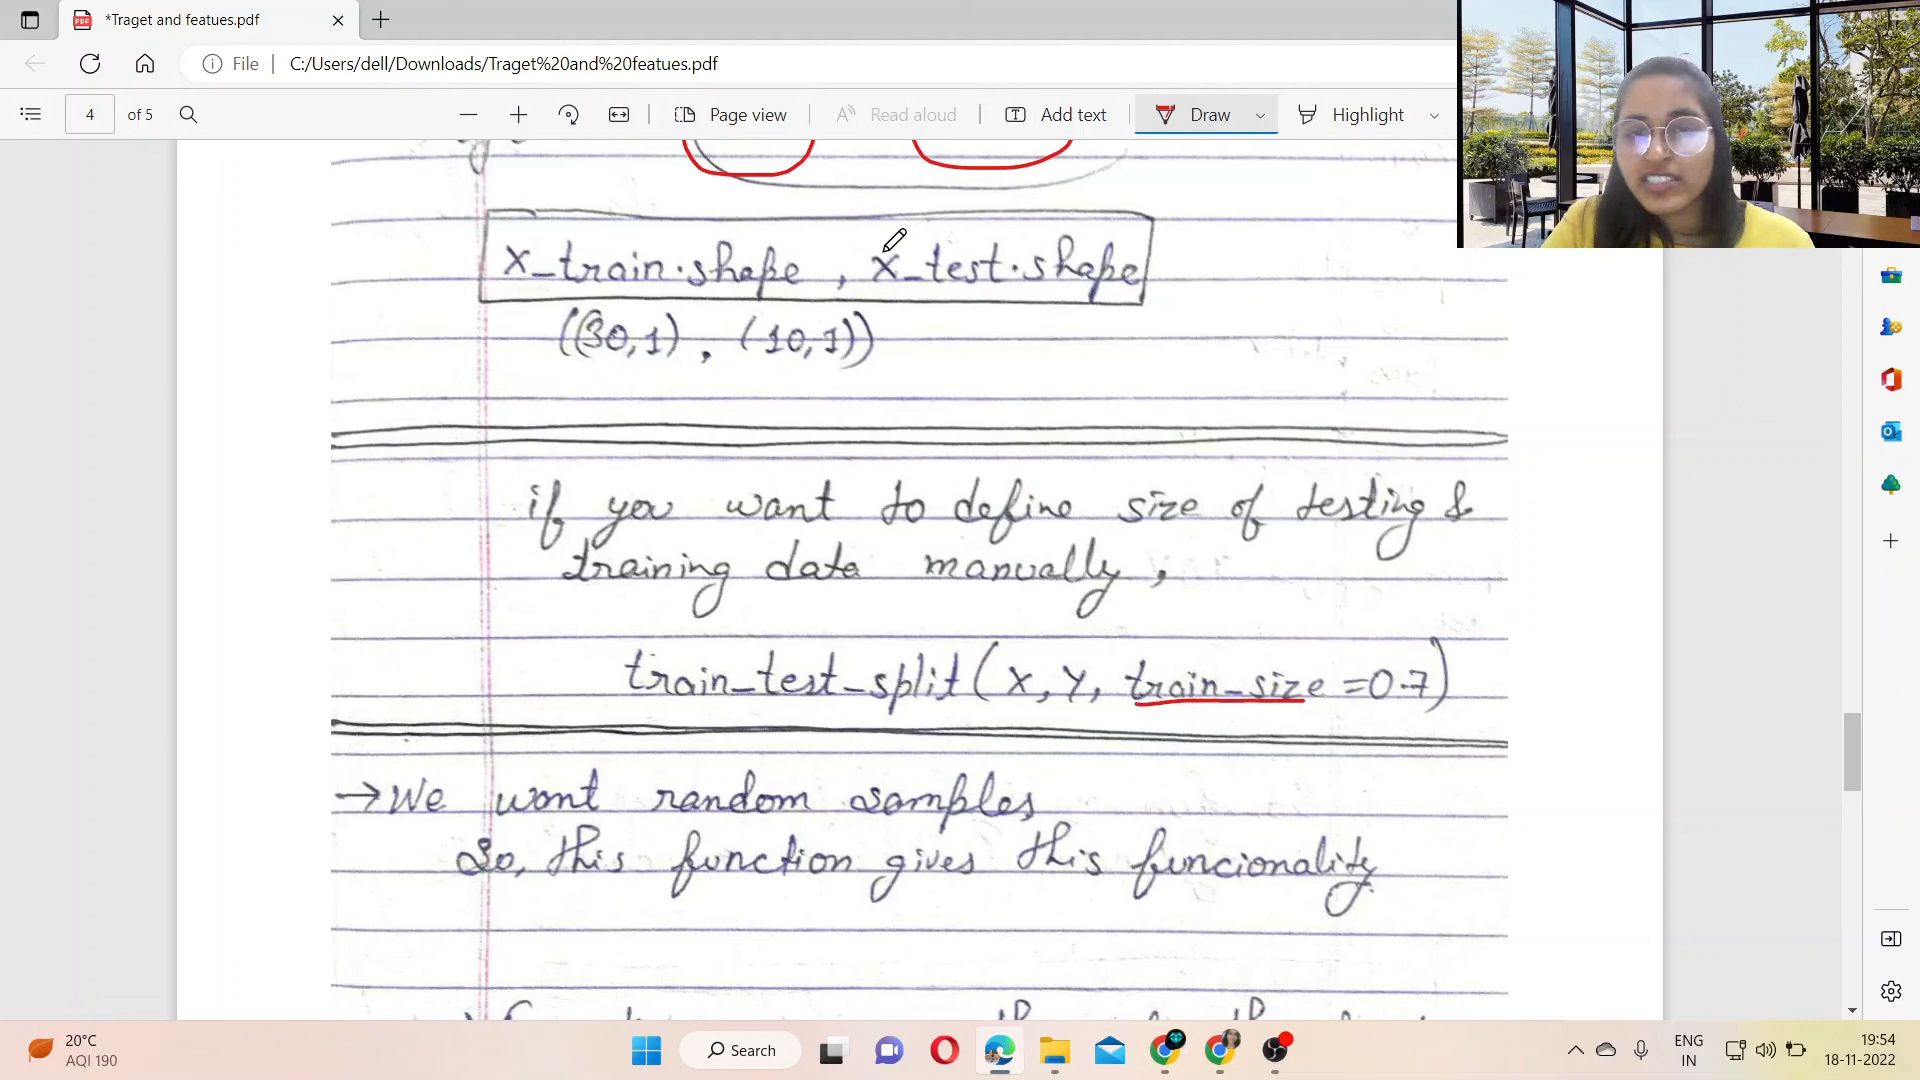 *Traget and featues.pdf
File
C:/Users/dell/Downloads/Traget%20and%20featues.pdf
4 of 5
Page view
Read aloud
Add text
Draw
Highlight
X_train.shape , X_test.shape
((30,1) , (10,1))
if you want to define size of testing &
training data manually,
train_test_split(X, Y, train_size =0.7)
→We wont random samples
So, this function gives this funcionality
20°C
AQI 190
Search
ENG
IN
19:54
18-11-2022